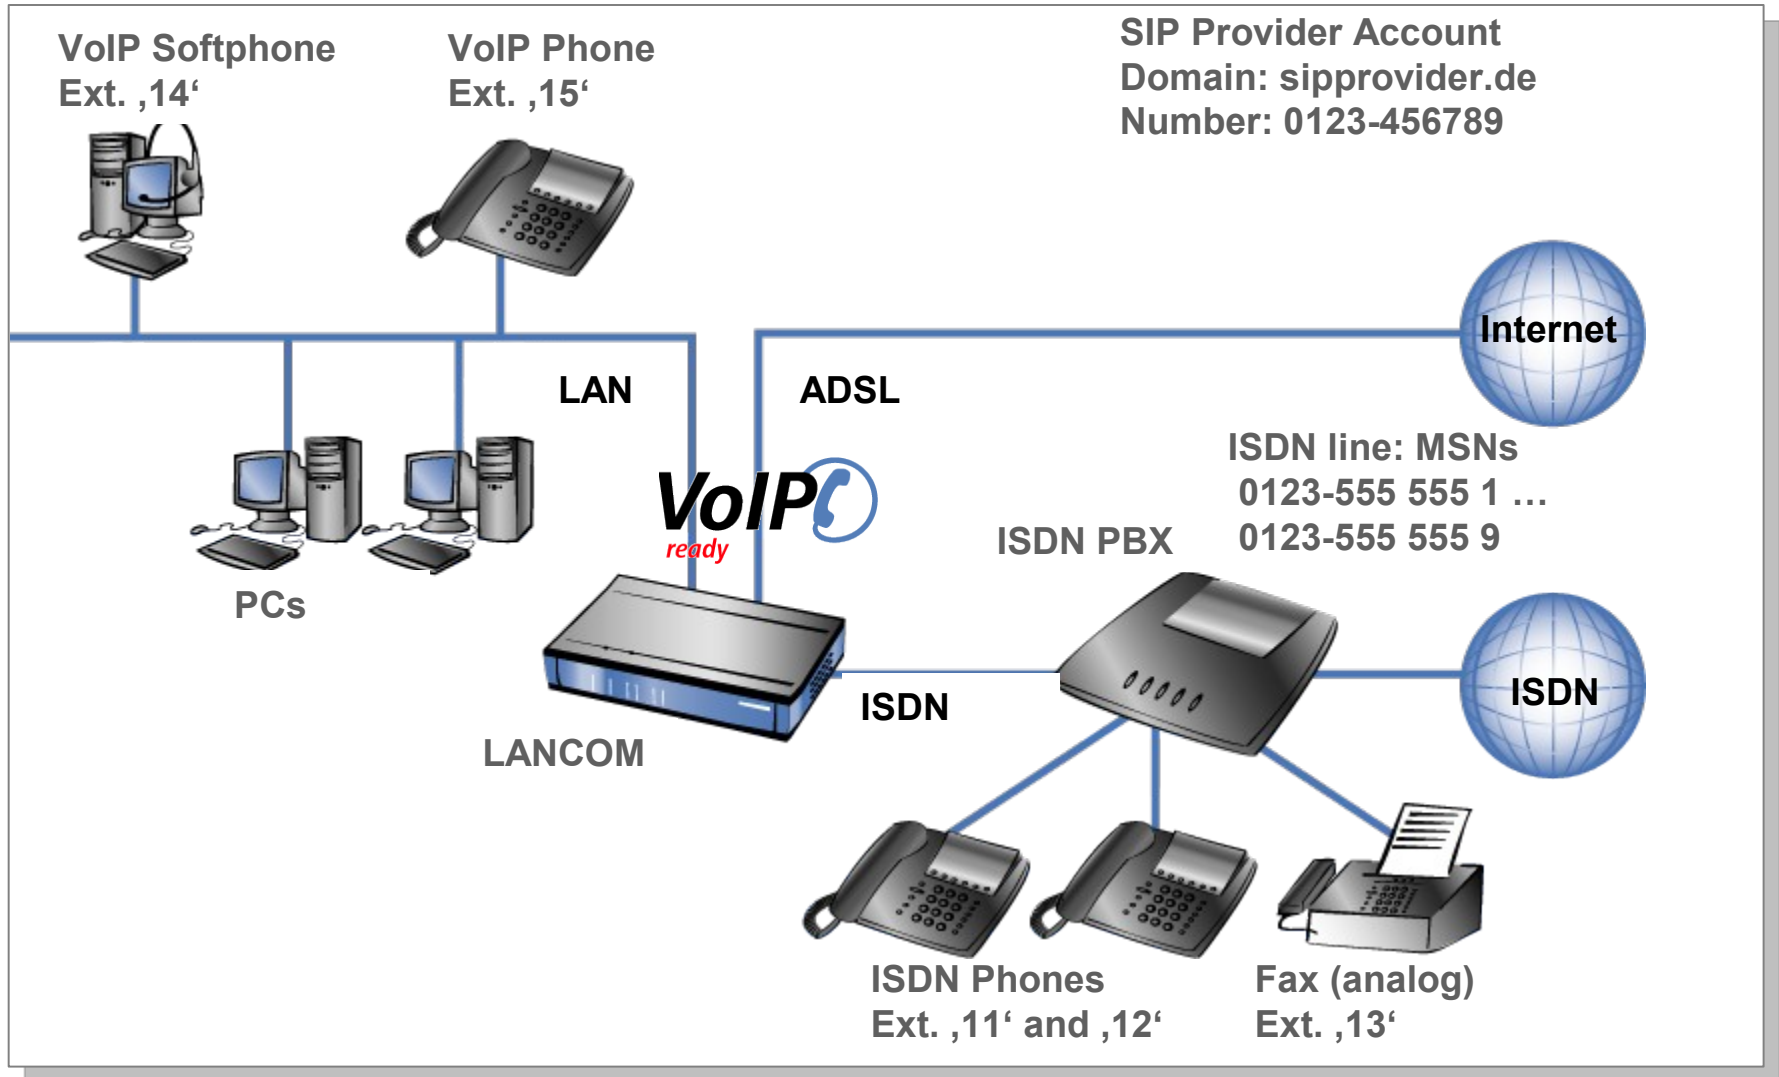 VoIP Softphone
Ext. ‚14‘
VoIP Phone
Ext. ‚15‘
SIP Provider Account
Domain: sipprovider.de
Number: 0123-456789
Internet
LAN
ADSL
ISDN line: MSNs
0123-555 555 1 …
0123-555 555 9
VoIP
ready
ISDN PBX
PCs
ISDN
ISDN
LANCOM
ISDN Phones
Ext. ‚11‘ and ‚12‘
Fax (analog)
Ext. ‚13‘